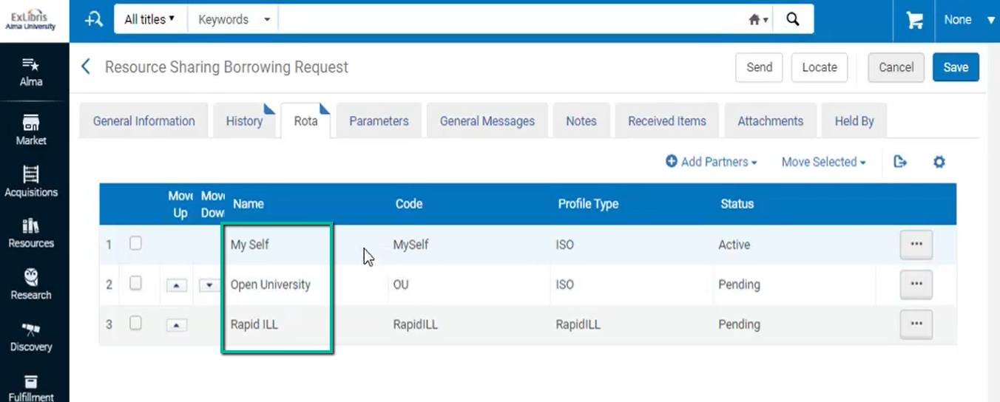 ExLibris
Alma University
All titles
Keywords
None
Alma
Market
Acquisitions
Resources
Research
Discovery
Fulfillment
Resource Sharing Borrowing Request
Send
Locate
Cancel
Save
General Information
History
Rota
Parameters
General Messages
Notes
Received Items
Attachments
Held By
Add Partners
Move Selected
Move Up
Move Dow
Name
Code
Profile Type
Status
1 My Self MySelf ISO Active ...
2 Open University OU ISO Pending ...
3 Rapid ILL RapidILL RapidILL Pending ...